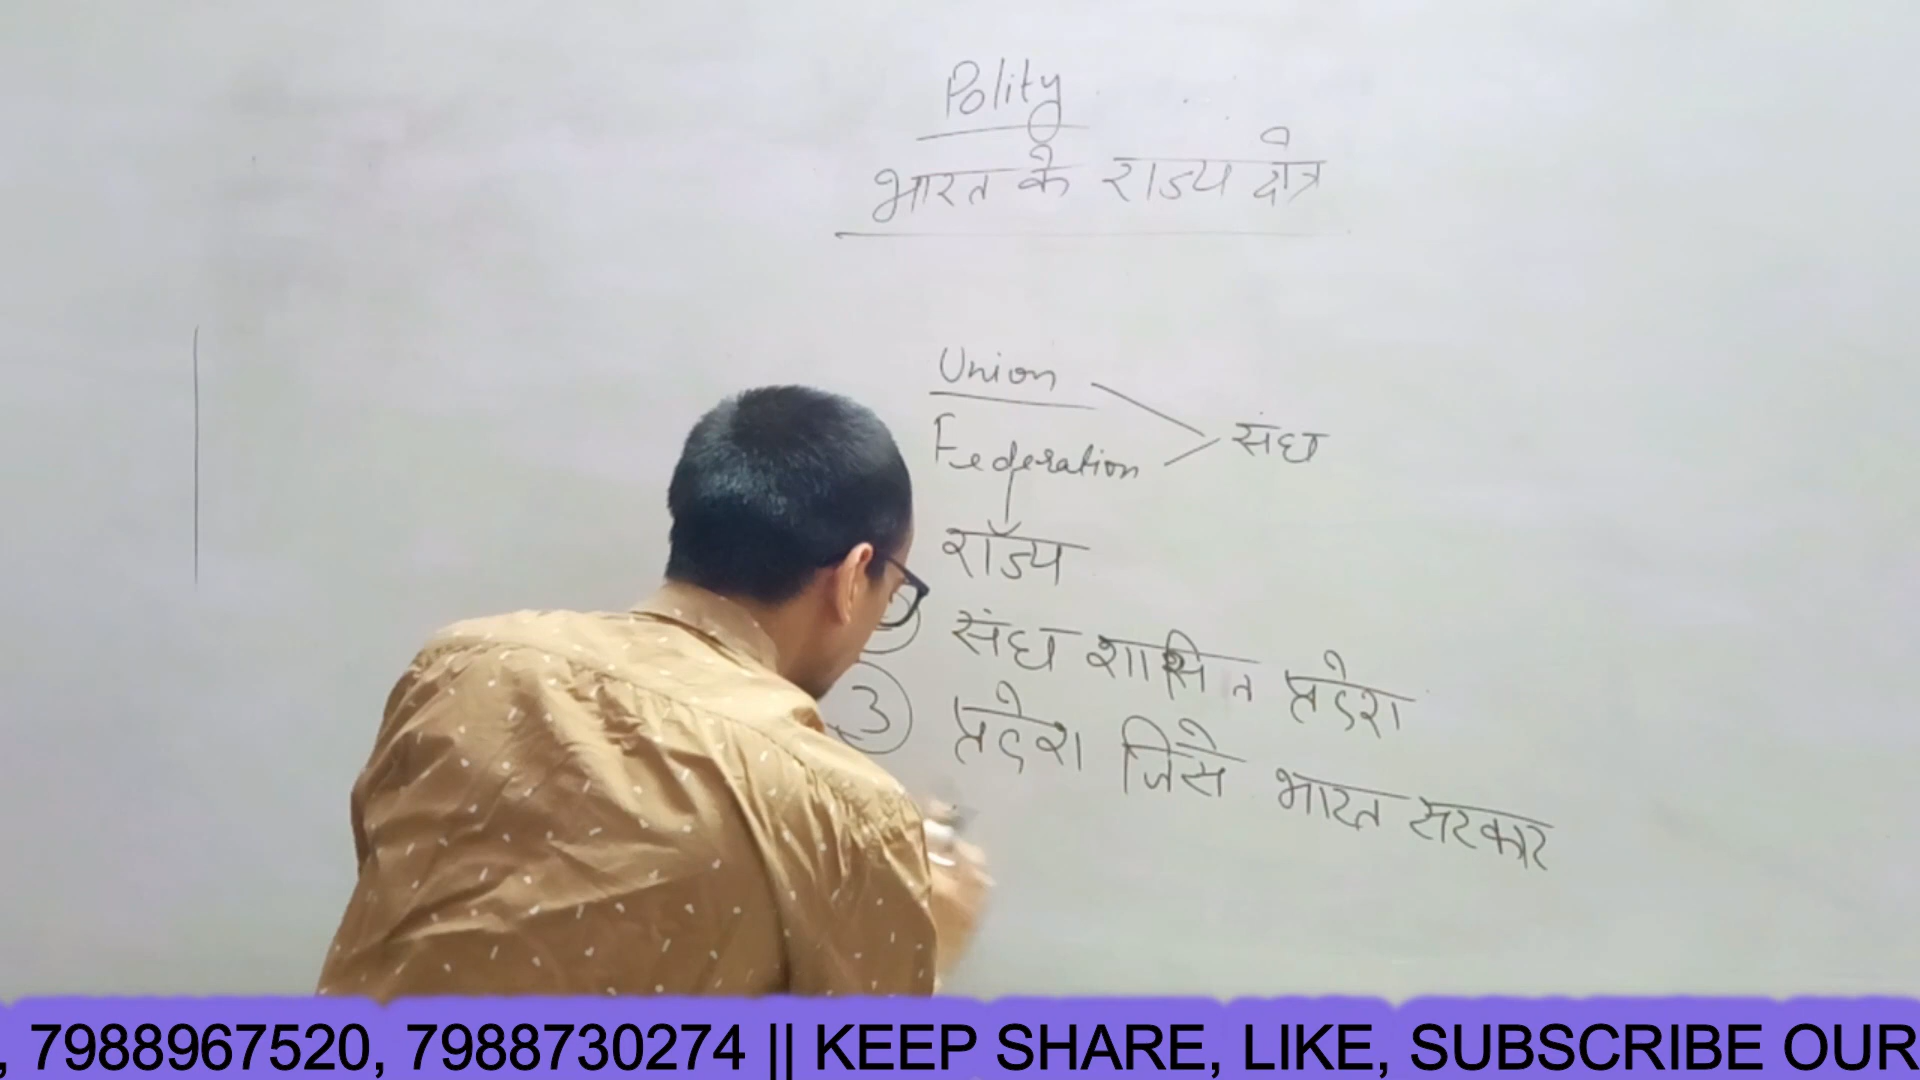 Polity
भारत के राज्य क्षेत्र
Union
Federation
संघ
राज्य
संघ शासित प्रदेश
3 प्रदेश जिसे भारत सरकार
, 7988967520, 7988730274 || KEEP SHARE, LIKE, SUBSCRIBE OUR